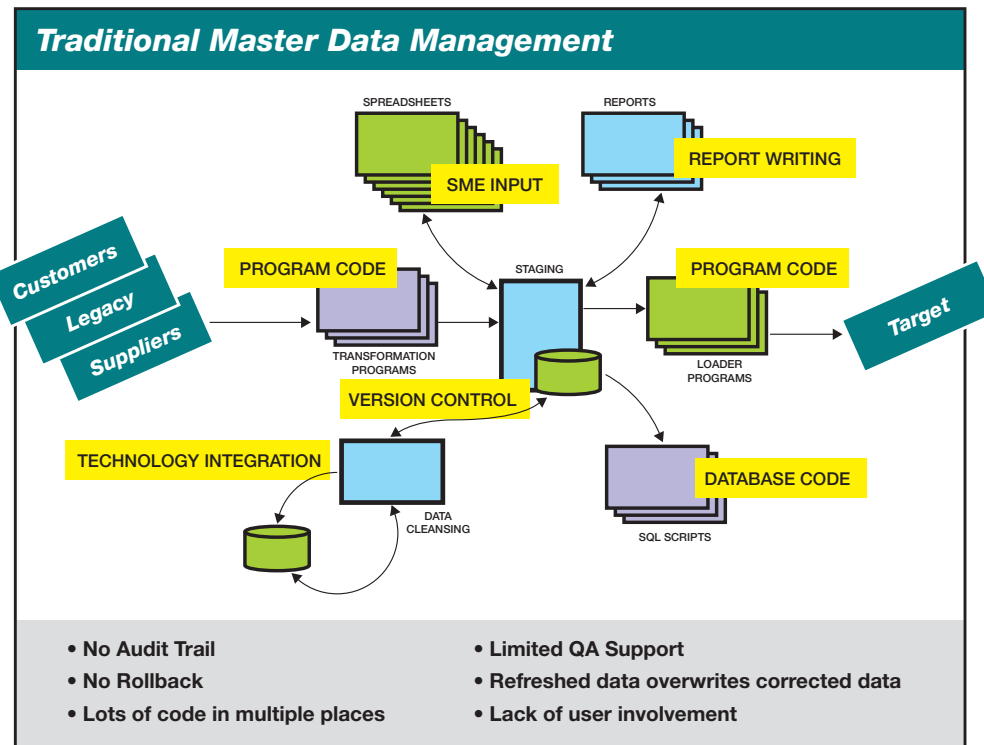 Traditional Master Data Management
SPREADSHEETS
REPORTS
SME INPUT
REPORT WRITING
Customers
Legacy
Suppliers
PROGRAM CODE
STAGING
PROGRAM CODE
Target
TRANSFORMATION
PROGRAMS
LOADER
PROGRAMS
VERSION CONTROL
TECHNOLOGY INTEGRATION
DATABASE CODE
DATA
CLEANSING
SQL SCRIPTS
• No Audit Trail
• No Rollback
• Lots of code in multiple places
• Limited QA Support
• Refreshed data overwrites corrected data
• Lack of user involvement